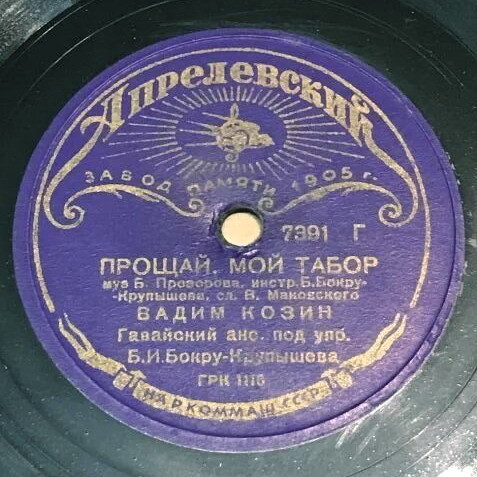 Апрелевский
ЗАВОД ПАМЯТИ 1905 г.
7391 Г
ПРОЩАЙ, МОЙ ТАБОР
муз Б. Прозорова, инстр. Б. Бокру-
-Крупышева, сл. В. Маковского
ВАДИМ КОЗИН
Гавайский анс. под упр.
Б.И.Бокру-Крупышева
ГРК 1116
НАРКОММАШ СССР